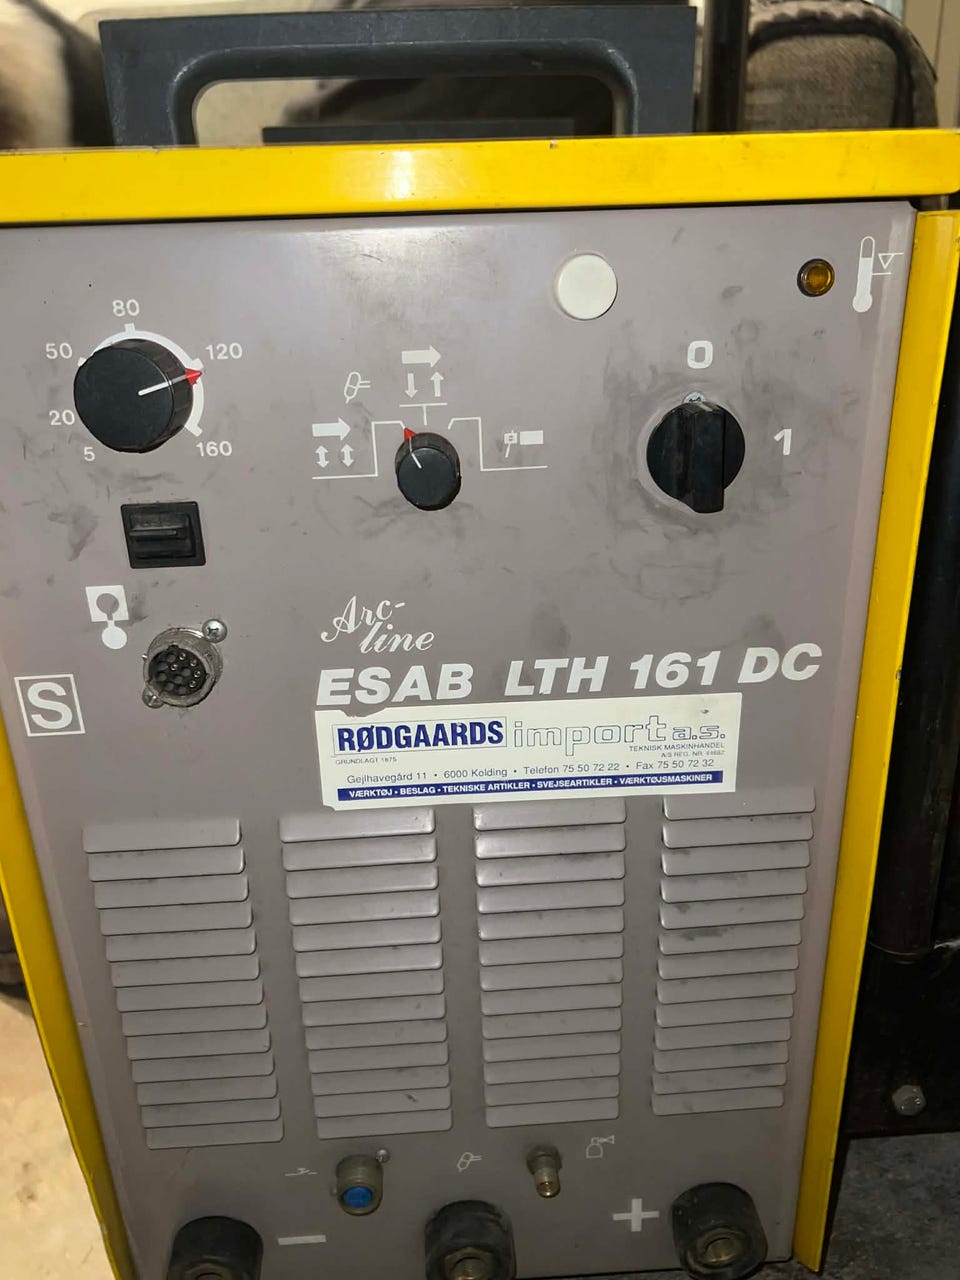 80
50
120
20
5
160
0
1
S
Arc-
line
ESAB LTH 161 DC
RØDGAARDS import a.s.
GRUNDLAGT 1875
TEKNISK MASKINHANDEL
A/S REG. NR.
Gejlhavegård 11 • 6000 Kolding • Telefon 75 50 72 22 • Fax 75 50 72 32
VÆRKTØJ • BESLAG • TEKNISKE ARTIKLER • SVEJSEARTIKLER • VÆRKTØJSMASKINER
− +